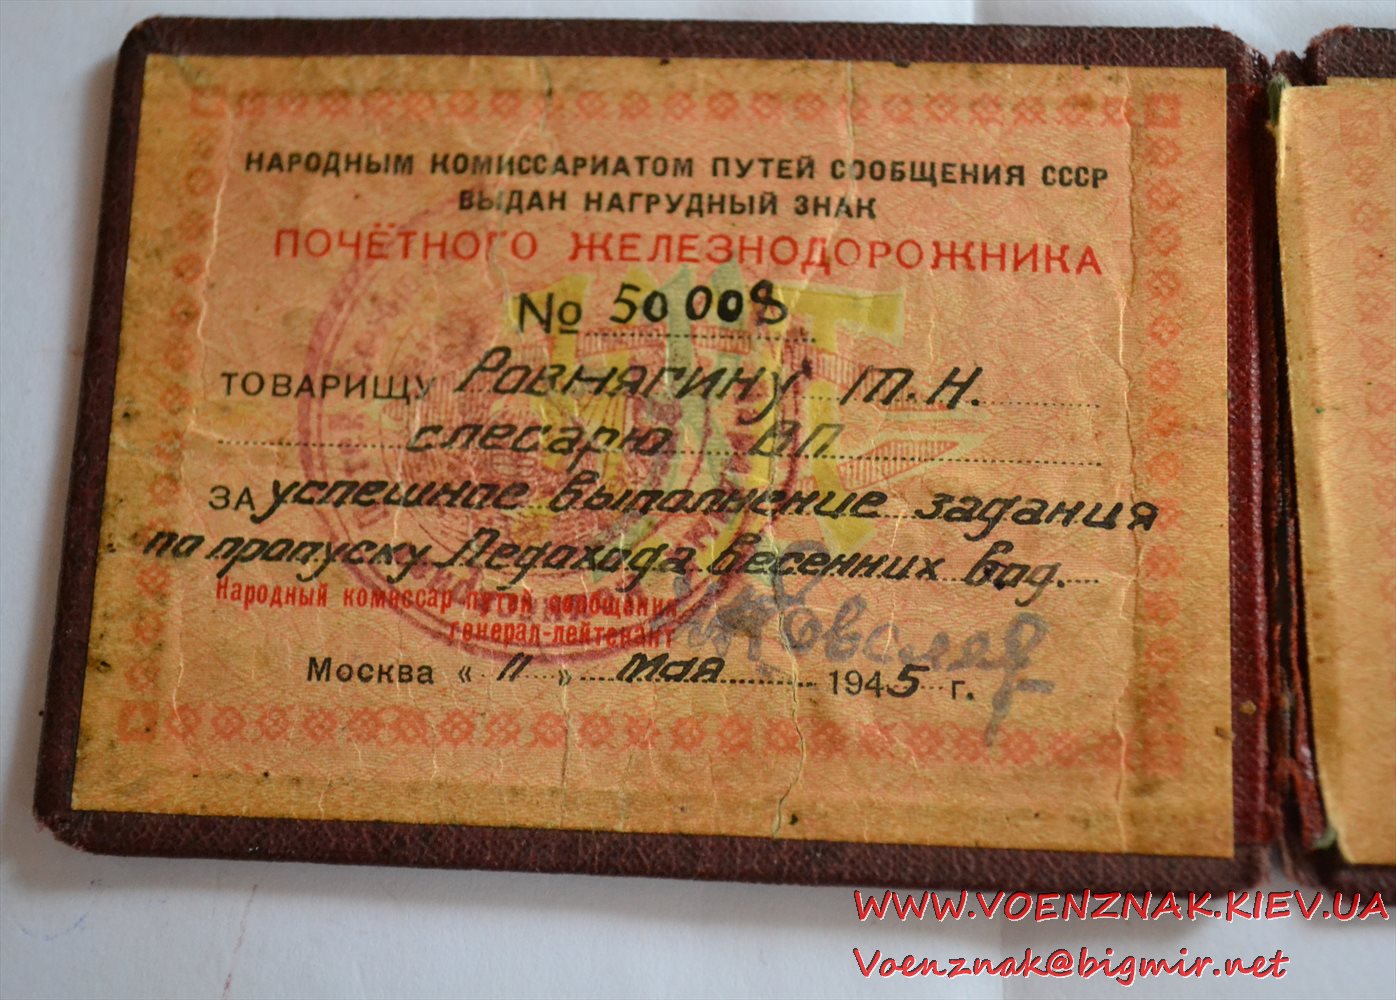 НАРОДНЫМ КОМИССАРИАТОМ ПУТЕЙ СООБЩЕНИЯ СССР
ВЫДАН НАГРУДНЫЙ ЗНАК
ПОЧЁТНОГО ЖЕЛЕЗНОДОРОЖНИКА
№ 50008
ТОВАРИЩУ Ровнягину Т.Н.
слесарю ВП
ЗА успешное выполнение задания
по пропуску Ледохода весенних вод.
Народный комиссар путей сообщения
генерал-лейтенант
Ковалев
Москва « 11 » мая 1945 г.
WWW.VOENZNAK.KIEV.UA
Voenznak@bigmir.net